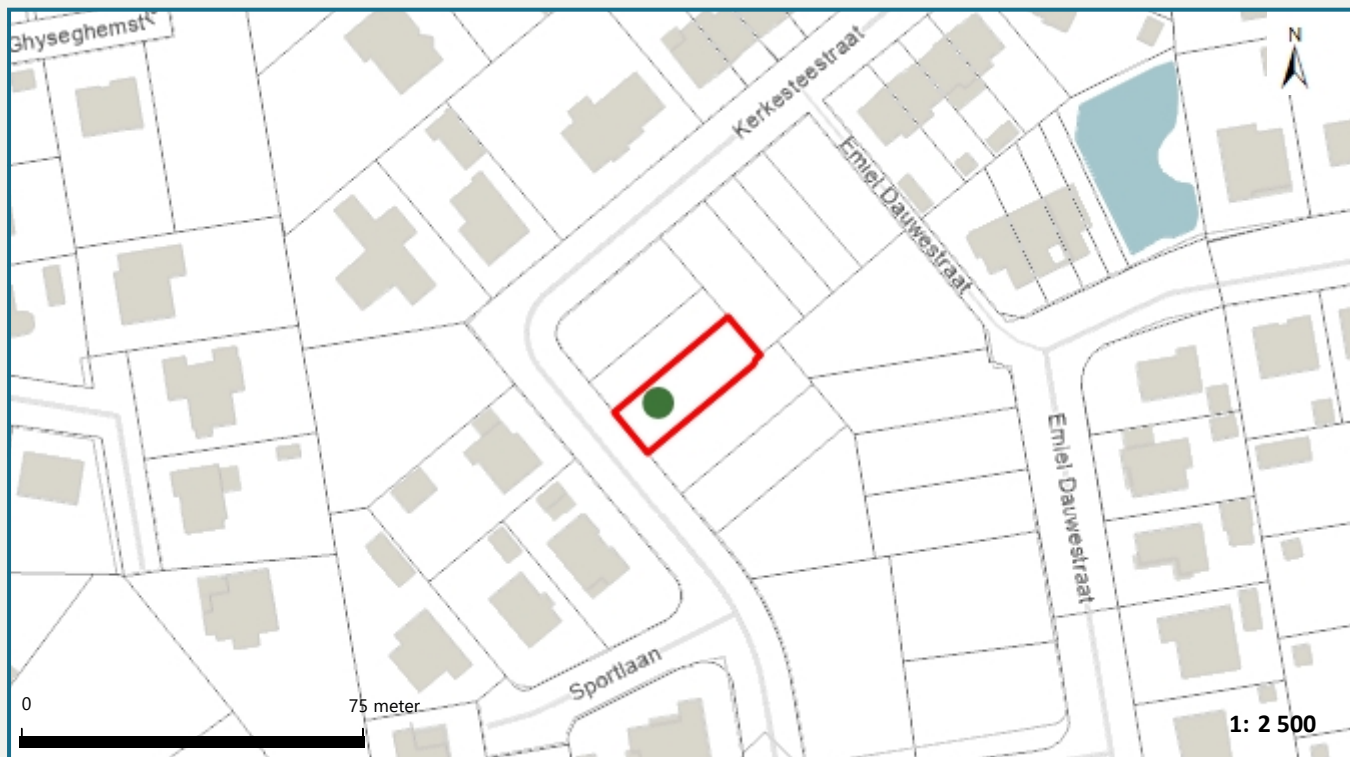 Ghyseghemst
N
Kerkesteestraat
Emiel Dauwestraat
Emiel Dauwestraat
Sportlaan
0
75 meter
1: 2 500